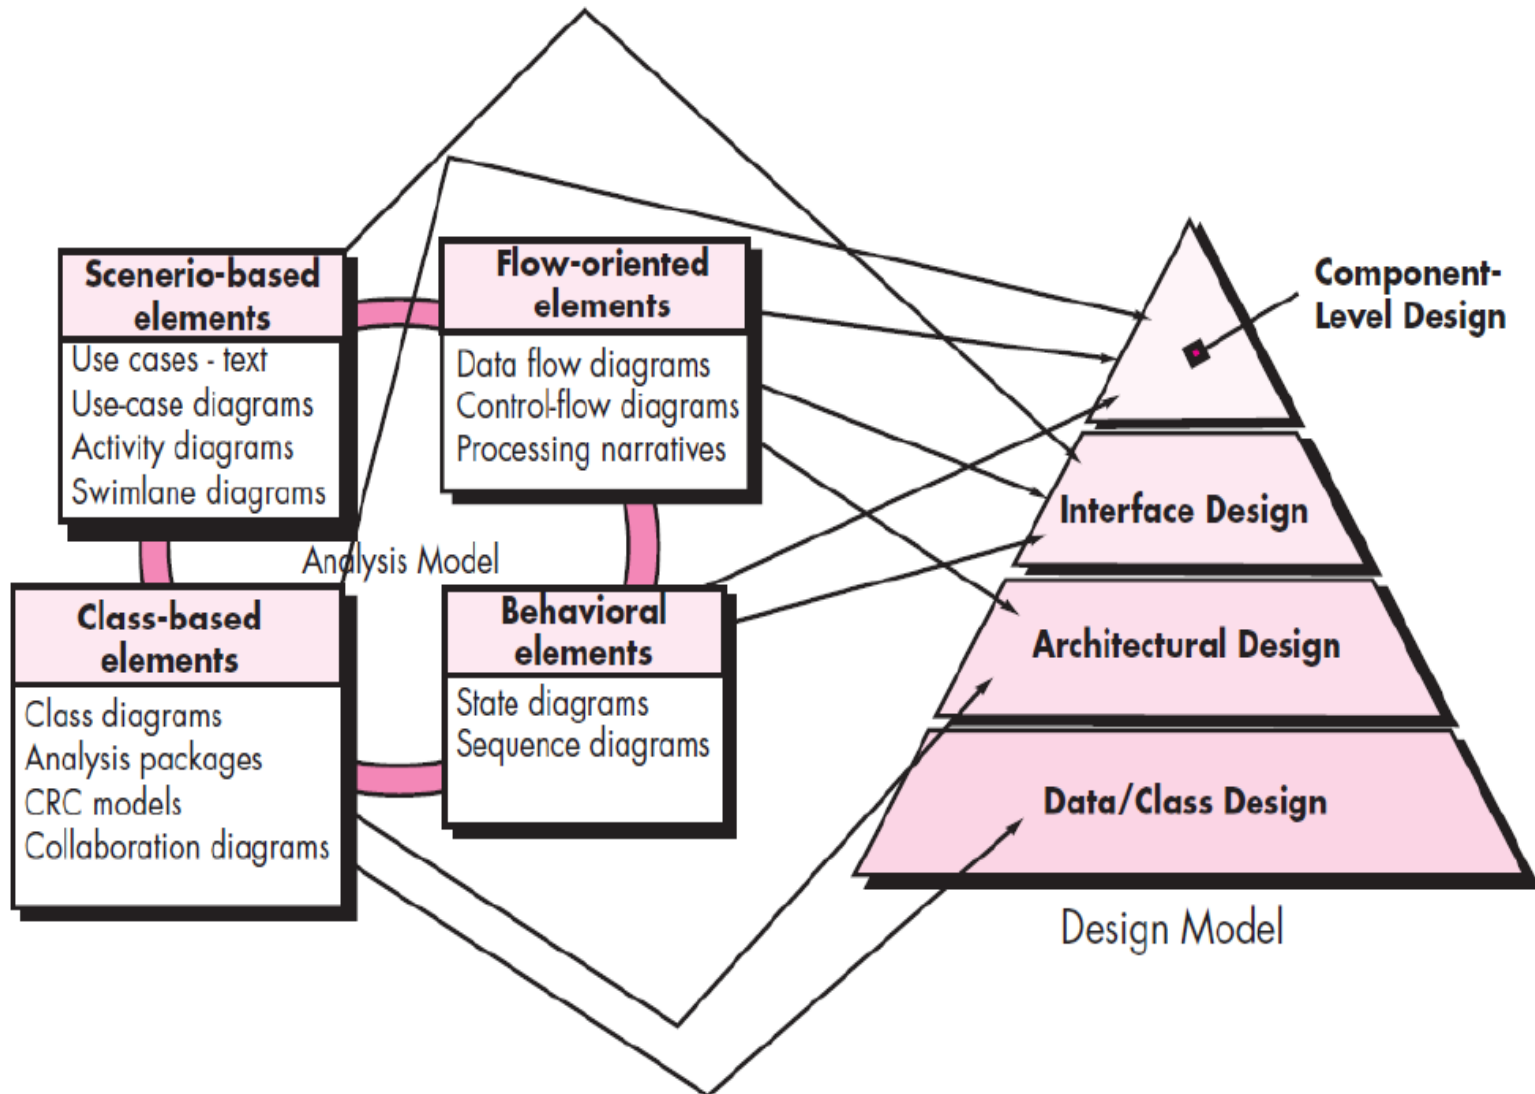 Scenerio-based
elements
Use cases - text
Use-case diagrams
Activity diagrams
Swimlane diagrams
Flow-oriented
elements
Data flow diagrams
Control-flow diagrams
Processing narratives
Analysis Model
Class-based
elements
Class diagrams
Analysis packages
CRC models
Collaboration diagrams
Behavioral
elements
State diagrams
Sequence diagrams
Component-
Level Design
Interface Design
Architectural Design
Data/Class Design
Design Model